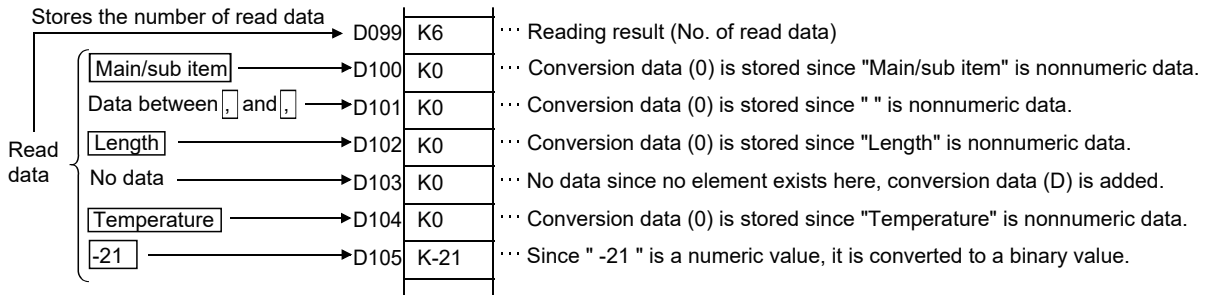 Stores the number of read data
D099 K6 ··· Reading result (No. of read data)
Main/sub item D100 K0 ··· Conversion data (0) is stored since "Main/sub item" is nonnumeric data.
Data between , and , D101 K0 ··· Conversion data (0) is stored since " " is nonnumeric data.
Length D102 K0 ··· Conversion data (0) is stored since "Length" is nonnumeric data.
Read
data
No data D103 K0 ··· No data since no element exists here, conversion data (D) is added.
Temperature D104 K0 ··· Conversion data (0) is stored since "Temperature" is nonnumeric data.
-21 D105 K-21 ··· Since " -21 " is a numeric value, it is converted to a binary value.